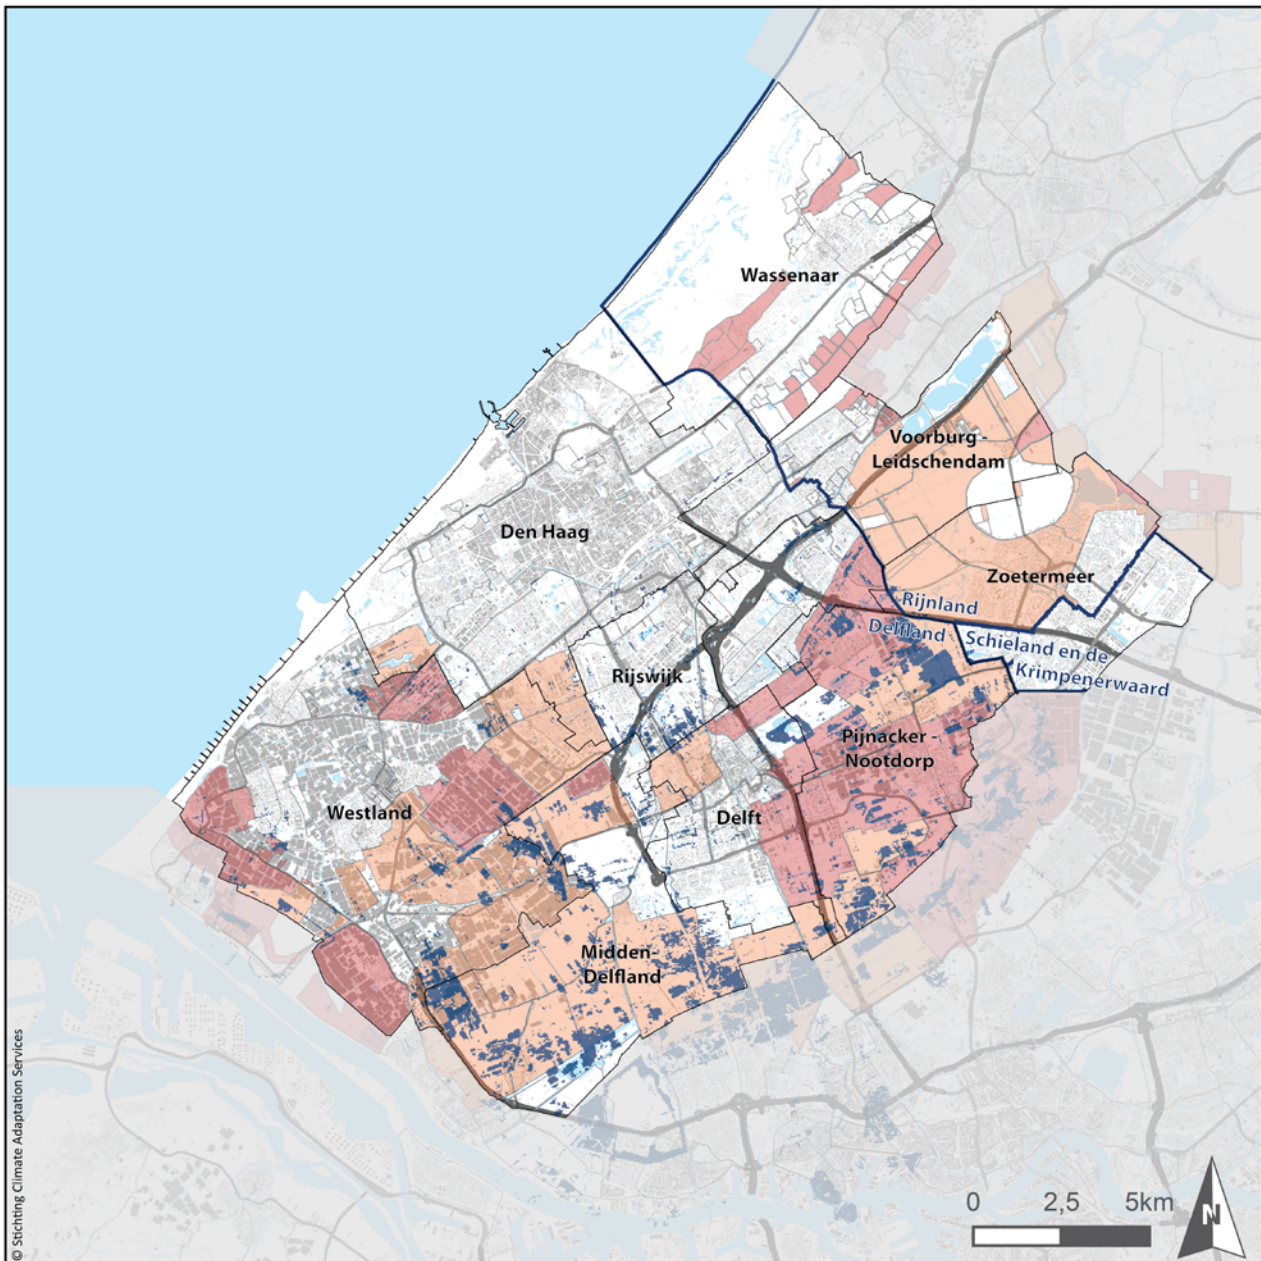 Wassenaar
Voorburg -
Leidschendam
Den Haag
Zoetermeer
Rijnland
Delfland
Schieland en de
Krimpenerwaard
Rijswijk
Pijnacker -
Nootdorp
Westland
Delft
Midden-
Delfland
© Stichting Climate Adaptation Services
0 2,5 5km
N